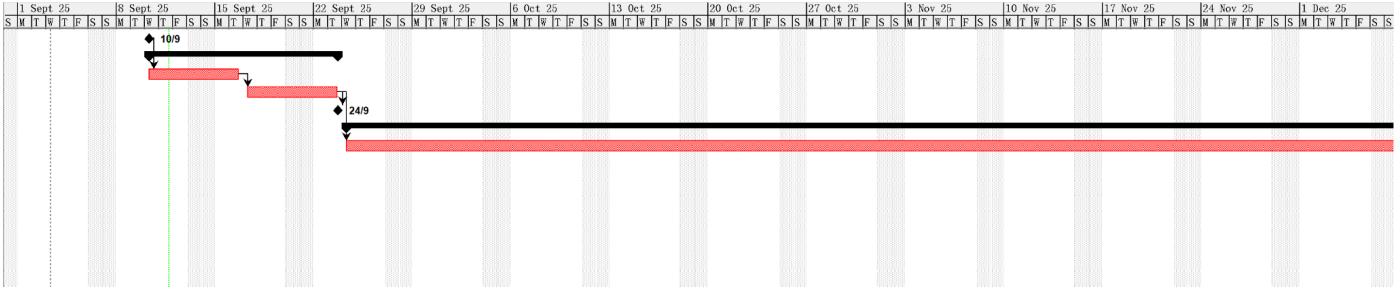 1 Sept 25 8 Sept 25 15 Sept 25 22 Sept 25 29 Sept 25 6 Oct 25 13 Oct 25 20 Oct 25 27 Oct 25 3 Nov 25 10 Nov 25 17 Nov 25 24 Nov 25 1 Dec 25
S M T W T F S S M T W T F S S M T W T F S S M T W T F S S M T W T F S S M T W T F S S M T W T F S S M T W T F S S M T W T F S S M T W T F S S M T W T F S S M T W T F S S M T W T F S S M T W T F S S
10/9
24/9